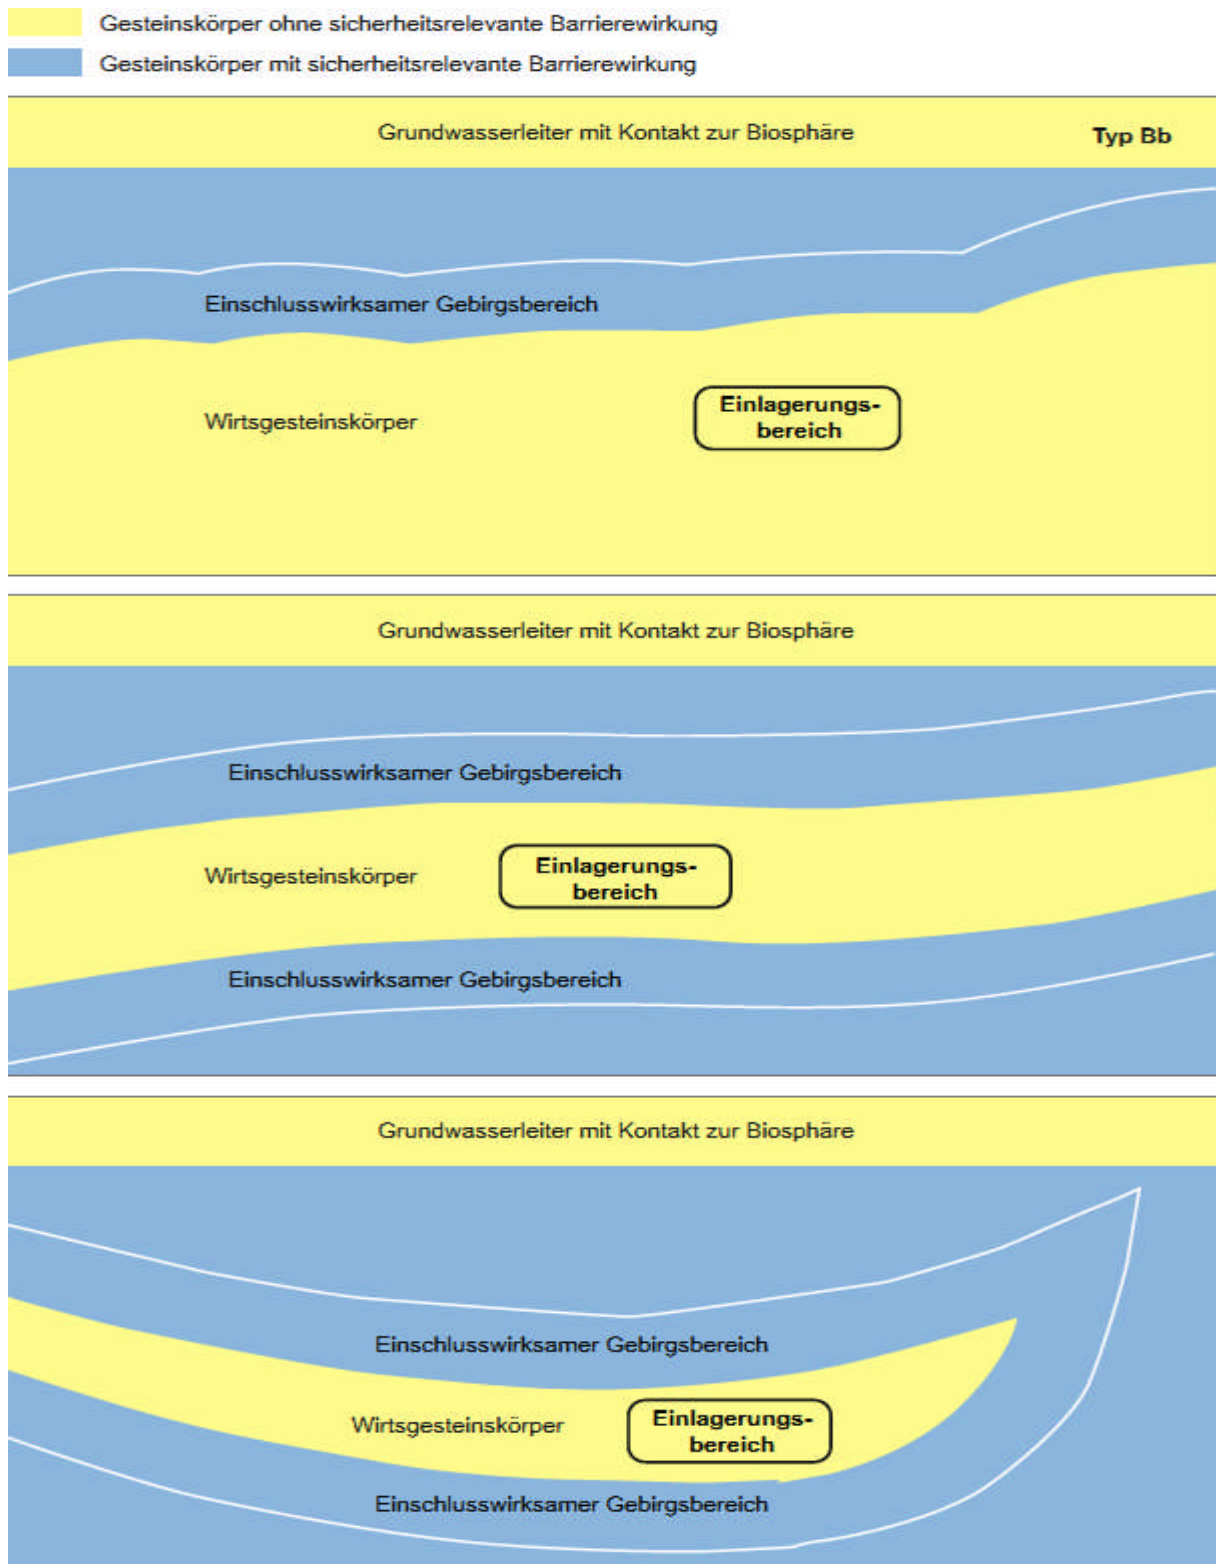 Gesteinskörper ohne sicherheitsrelevante Barrierewirkung
Gesteinskörper mit sicherheitsrelevante Barrierewirkung
Grundwasserleiter mit Kontakt zur Biosphäre
Typ Bb
Einschlusswirksamer Gebirgsbereich
Wirtsgesteinskörper
Einlagerungs-
bereich
Grundwasserleiter mit Kontakt zur Biosphäre
Einschlusswirksamer Gebirgsbereich
Wirtsgesteinskörper
Einlagerungs-
bereich
Einschlusswirksamer Gebirgsbereich
Grundwasserleiter mit Kontakt zur Biosphäre
Einschlusswirksamer Gebirgsbereich
Wirtsgesteinskörper
Einlagerungs-
bereich
Einschlusswirksamer Gebirgsbereich